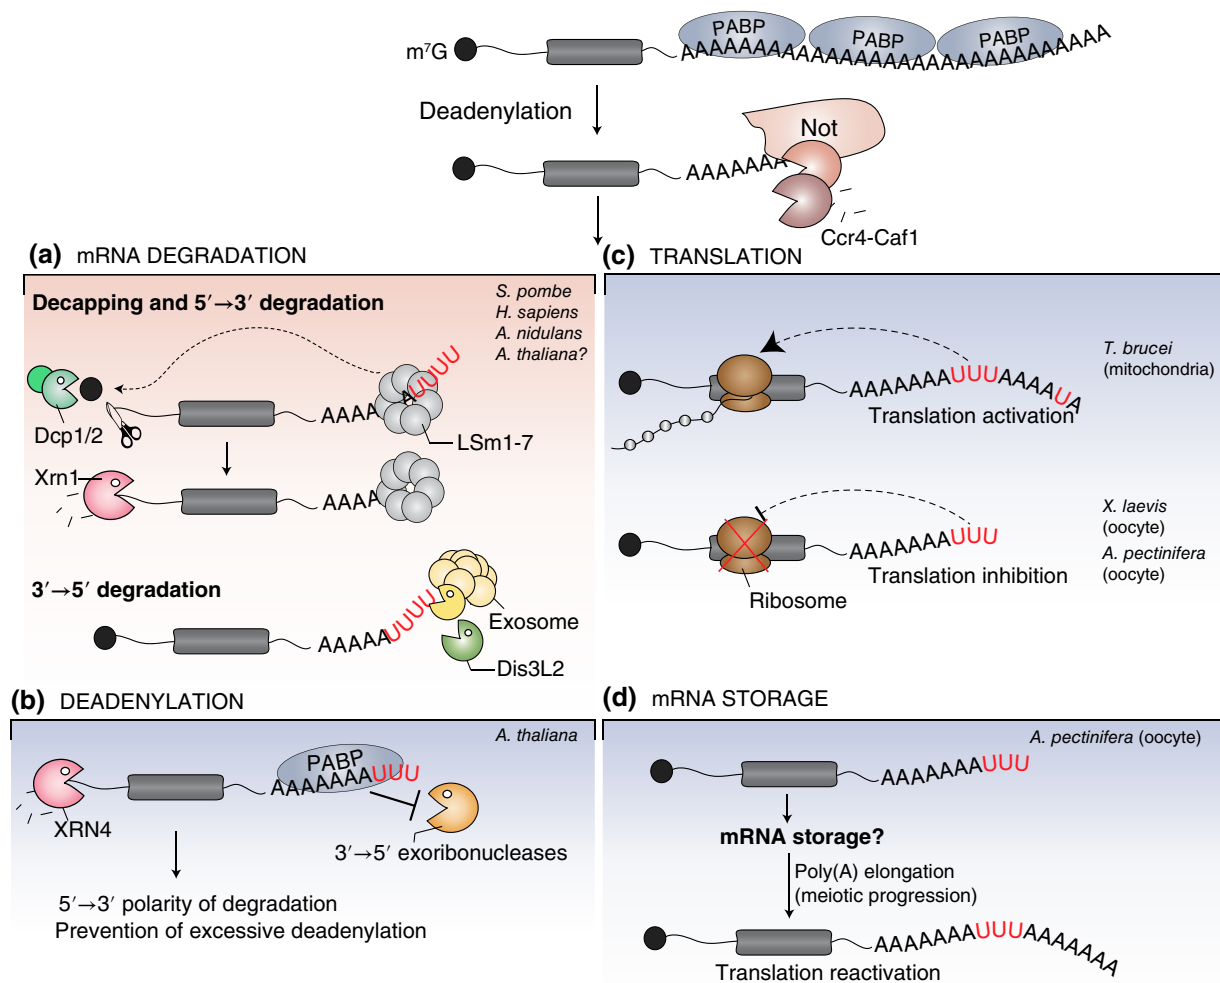 m⁷G
PABP
PABP
PABP
AAAAAAAAAAAAAAAAAAAAAAAAAAAAAAAAAA
Deadenylation
Not
AAAAAAA
Ccr4-Caf1
(a) mRNA DEGRADATION
Decapping and 5′→3′ degradation
S. pombe
H. sapiens
A. nidulans
A. thaliana?
AAAA
AUUUU
Dcp1/2
LSm1-7
Xrn1
AAAA
3′→5′ degradation
AAAAAUUUU
Exosome
Dis3L2
(b) DEADENYLATION
A. thaliana
PABP
AAAAAAAUUU
XRN4
3′→5′ exoribonucleases
5′→3′ polarity of degradation
Prevention of excessive deadenylation
(c) TRANSLATION
T. brucei
(mitochondria)
AAAAAAAUUUAAAAUA
Translation activation
X. laevis
(oocyte)
A. pectinifera
(oocyte)
AAAAAAAUUU
Translation inhibition
Ribosome
(d) mRNA STORAGE
A. pectinifera (oocyte)
AAAAAAAUUU
mRNA storage?
Poly(A) elongation
(meiotic progression)
AAAAAAAUUUAAAAAAA
Translation reactivation